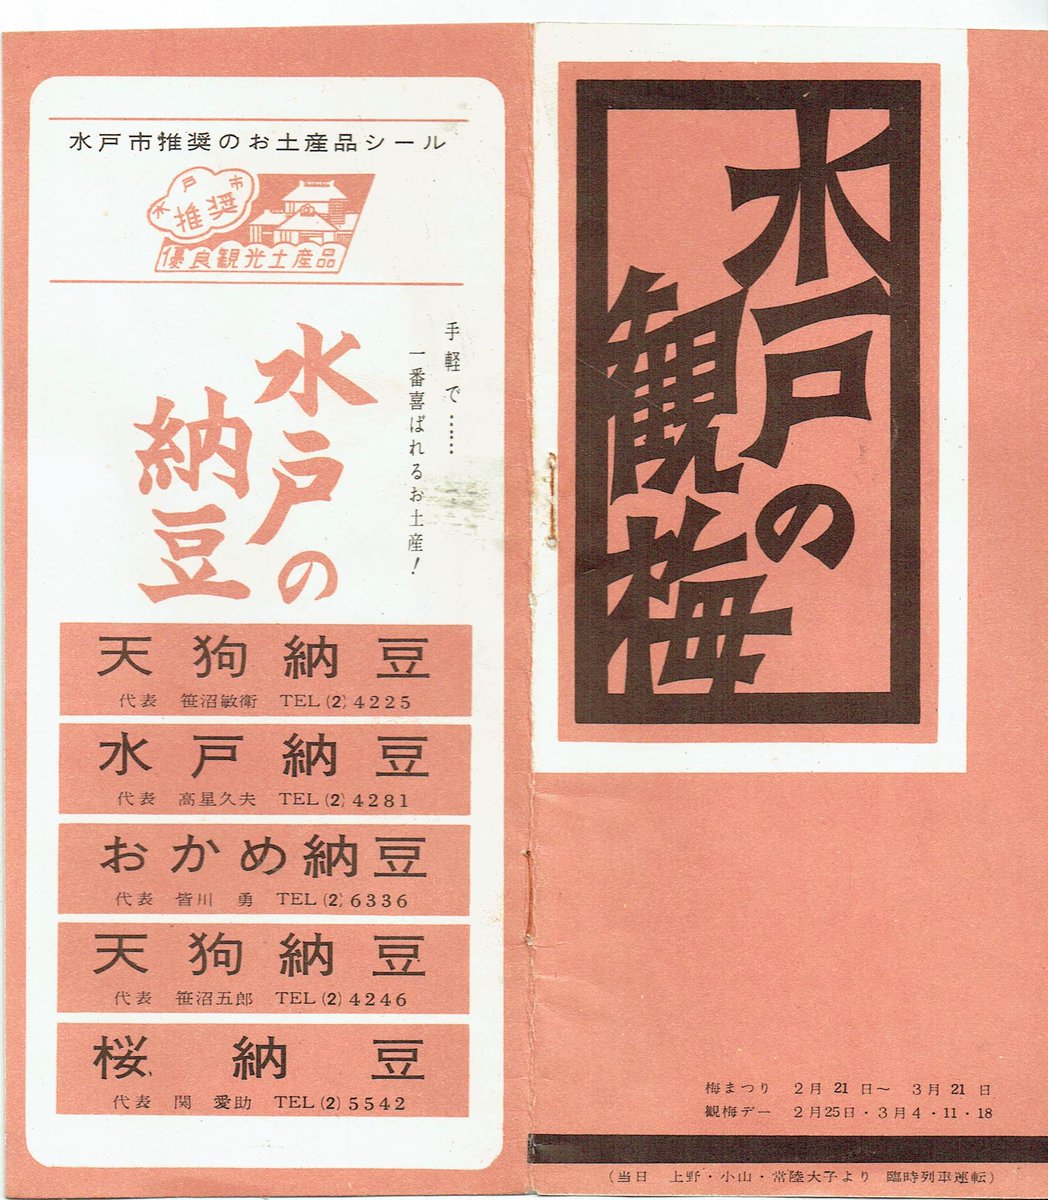 水戸市推奨のお土産品シール
水戸市
推奨
優良観光土産品
手軽で……
一番喜ばれるお土産!
水戸の
納豆
天狗納豆
代表 笹沼敏衛 TEL(2)4225
水戸納豆
代表 高星久夫 TEL(2)4281
おかめ納豆
代表 皆川 勇 TEL(2)6336
天狗納豆
代表 笹沼五郎 TEL(2)4246
桜納豆
代表 関 愛助 TEL(2)5542
水戸の
観梅
梅まつり 2月21日〜 3月21日
観梅デー 2月25日・3月4・11・18
(当日 上野・小山・常陸大子より 臨時列車運転)